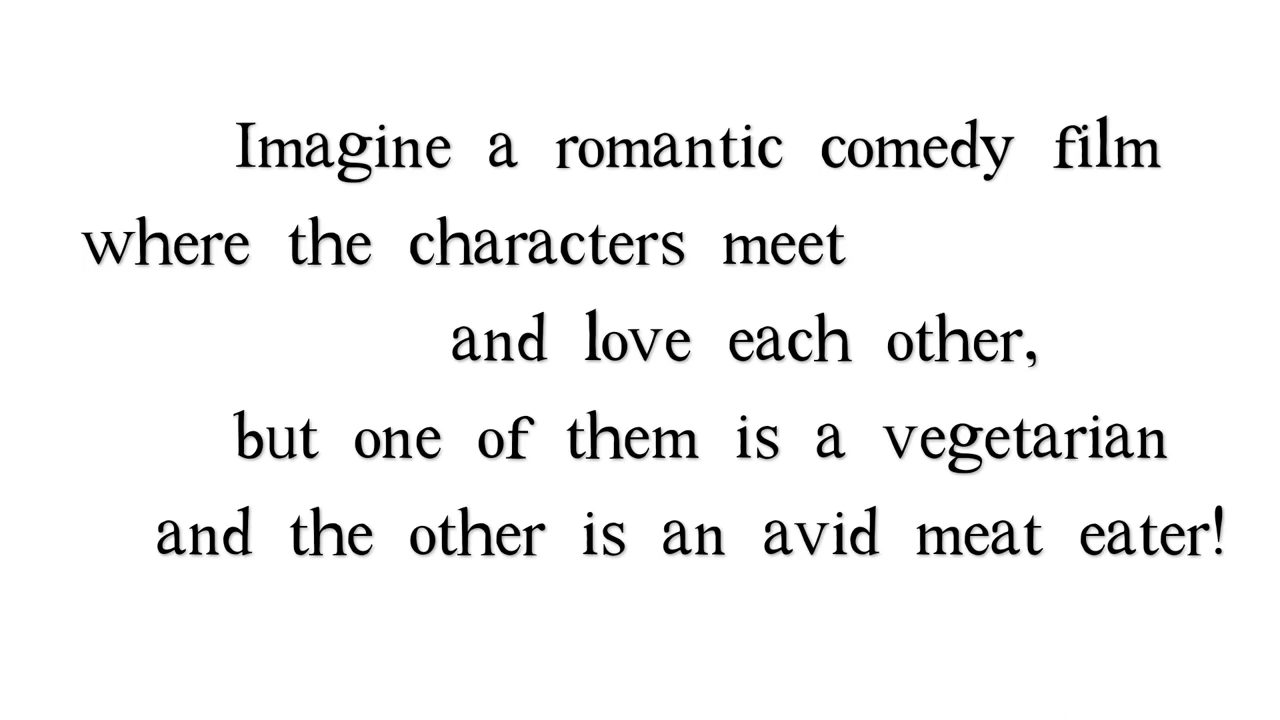 Imagine a romantic comedy film
where the characters meet
and love each other,
but one of them is a vegetarian
and the other is an avid meat eater!